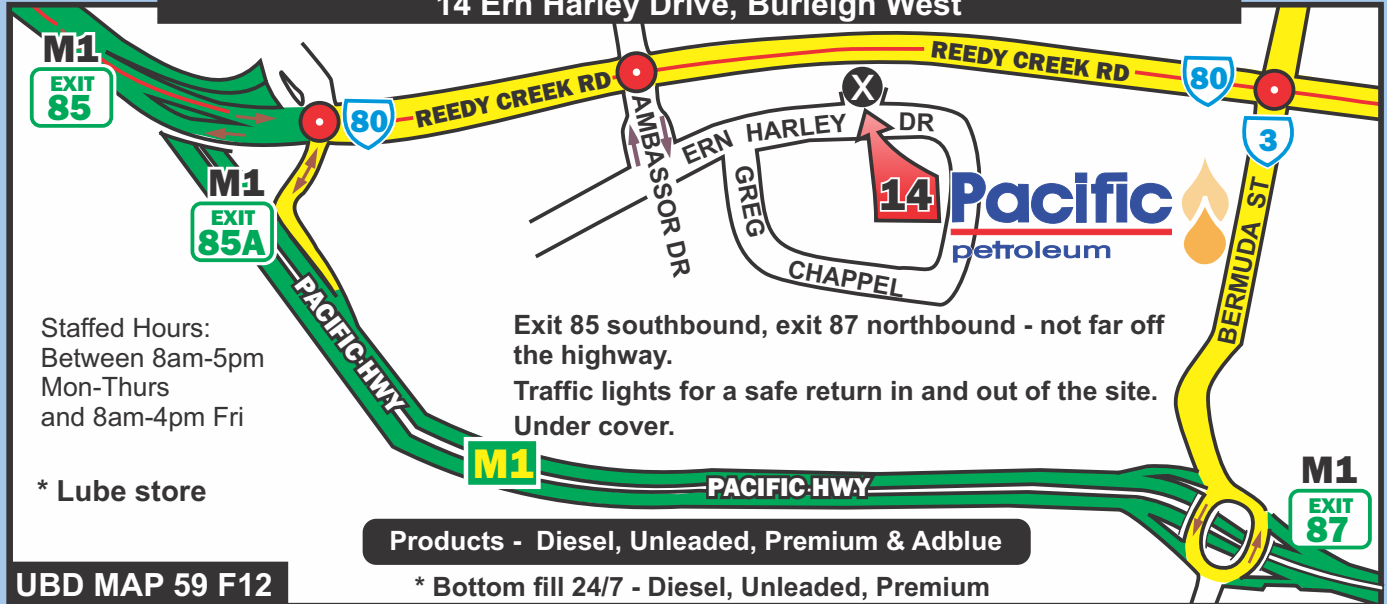 14 Ern Harley Drive, Burleigh West
M1
EXIT
85
80
REEDY CREEK RD
REEDY CREEK RD
80
3
M1
EXIT
85A
AMBASSOR DR
ERN HARLEY DR
GREG
CHAPPEL
X
14
Pacific
petroleum
BERMUDA ST
PACIFIC HWY
Staffed Hours:
Between 8am-5pm
Mon-Thurs
and 8am-4pm Fri
Exit 85 southbound, exit 87 northbound - not far off
the highway.
Traffic lights for a safe return in and out of the site.
Under cover.
M1
PACIFIC HWY
M1
EXIT
87
* Lube store
Products - Diesel, Unleaded, Premium & Adblue
UBD MAP 59 F12
* Bottom fill 24/7 - Diesel, Unleaded, Premium